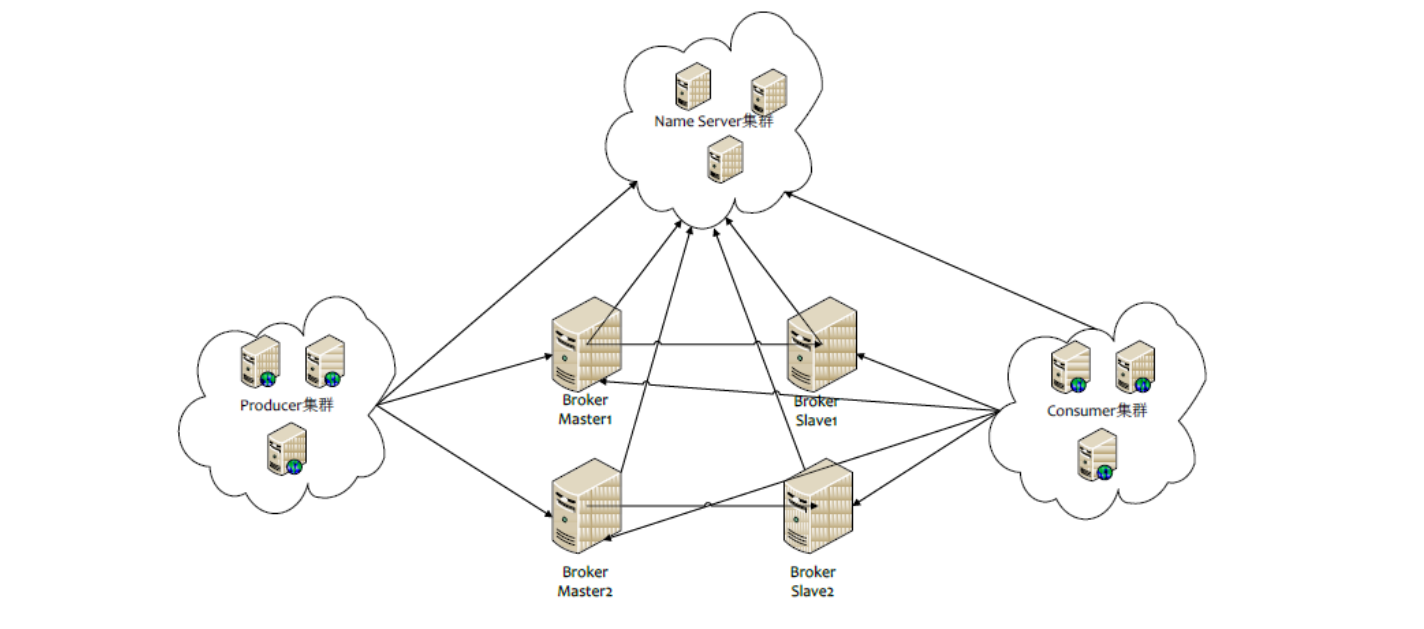 Name Server集群
Producer集群
Broker
Master1
Broker
Slave1
Consumer集群
Broker
Master2
Broker
Slave2